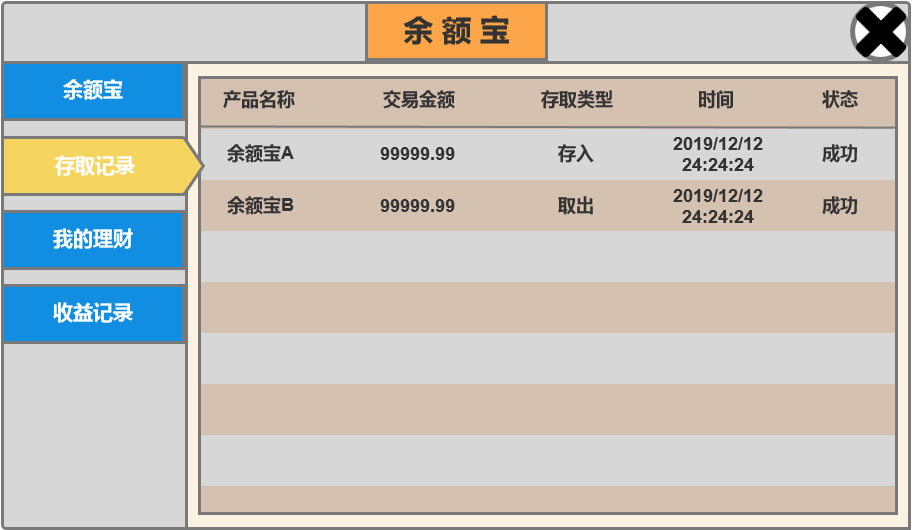 余额宝
余额宝
存取记录
我的理财
收益记录
产品名称 交易金额 存取类型 时间 状态
余额宝A 99999.99 存入 2019/12/12 24:24:24 成功
余额宝B 99999.99 取出 2019/12/12 24:24:24 成功